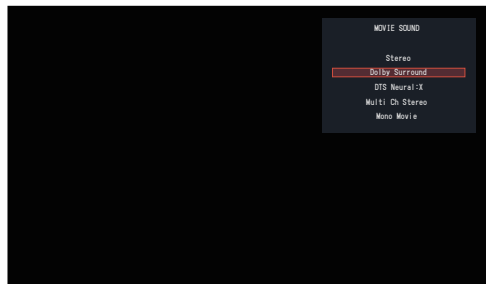 MOVIE SOUND
Stereo
Dolby Surround
DTS Neural:X
Multi Ch Stereo
Mono Movie